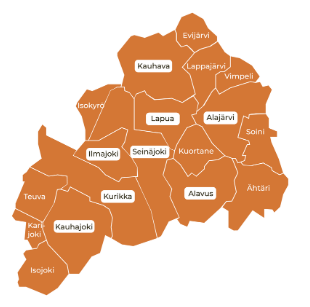 Evijärvi
Kauhava
Lappajärvi
Vimpeli
Isokyrö
Lapua
Alajärvi
Soini
Ilmajoki
Seinäjoki
Kuortane
Teuva
Kurikka
Alavus
Ähtäri
Kari
joki
Kauhajoki
Isojoki